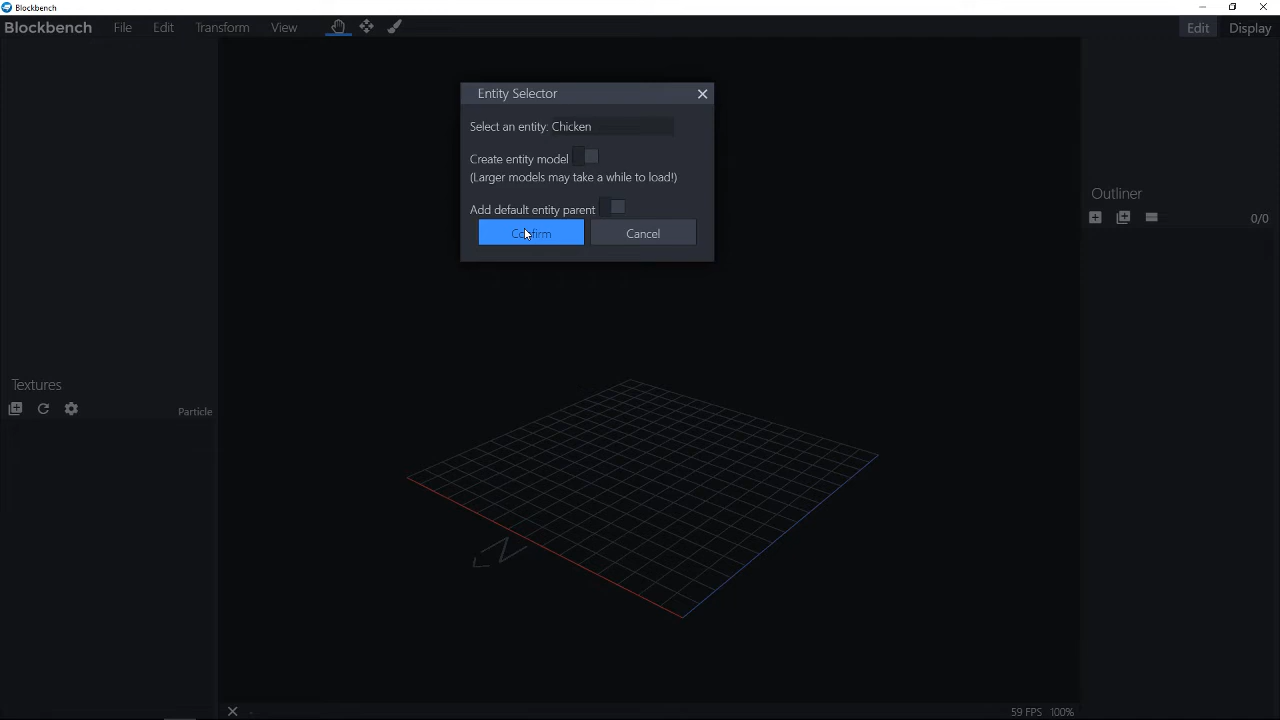 Blockbench
Blockbench File Edit Transform View Edit Display
Entity Selector
Select an entity: Chicken
Create entity model
(Larger models may take a while to load!)
Add default entity parent
Confirm Cancel
Outliner
0/0
Textures
Particle
N
59 FPS 100%